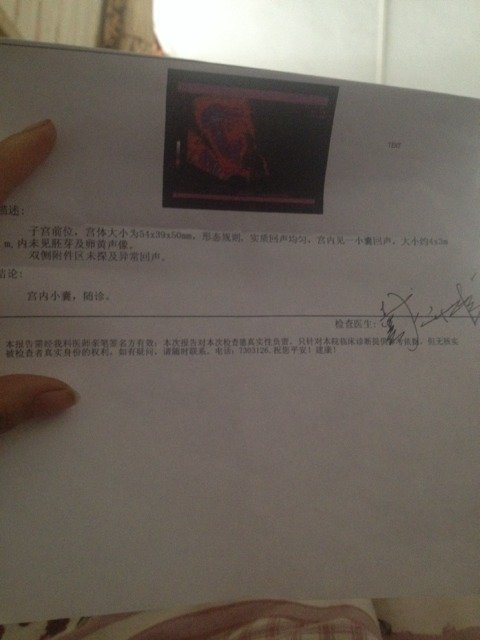 TEXT
描述:
子宫前位，宫体大小为54x39x50mm，形态规则，实质回声均匀，宫内见一小囊回声，大小约4x3m
m,内未见胚芽及卵黄声像。
双侧附件区未探及异常回声。
结论:
宫内小囊，随诊。
检查医生:
本报告需经我科医师亲笔签名方有效；本次报告对本次检查感真实性负责，只针对本院临床诊断提供参考依据，但无核实
被检查者真实身份的权利，如有疑问，请随时联系，电话: 7303126.祝您平安！健康！